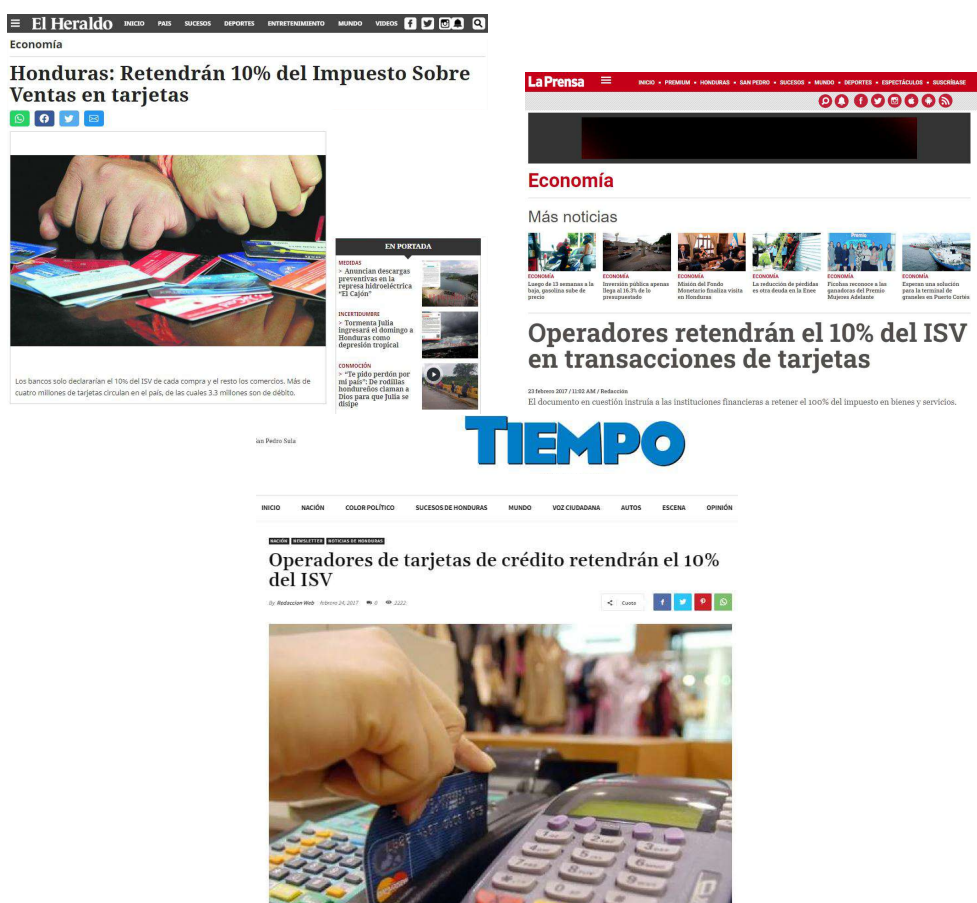 El Heraldo INICIO PAIS SUCESOS DEPORTES ENTRETENIMIENTO MUNDO VIDEOS
Economía
Honduras: Retendrán 10% del Impuesto Sobre
Ventas en tarjetas
EN PORTADA
MEDIDAS
> Anuncian descargas
preventivas en la
represa hidroeléctrica
"El Cajón"
INCERTIDUMBRE
> Tormenta Julia
ingresará el domingo a
Honduras como
depresión tropical
CONMOCIÓN
> "Te pido perdón por
mi país": De rodillas
hondureños claman a
Dios para que Julia se
disipe
Los bancos solo declararían el 10% del ISV de cada compra y el resto los comercios. Más de
cuatro millones de tarjetas circulan en el país, de las cuales 3.3 millones son de débito.
La Prensa INICIO • PREMIUM • HONDURAS • SAN PEDRO • SUCESOS • MUNDO • DEPORTES • ESPECTÁCULOS • SUSCRÍBASE
Economía
Más noticias
ECONOMÍA
Luego de 13 semanas a la
baja, gasolina sube de
precio
ECONOMÍA
Inversión pública apenas
llega al 16.3% de lo
presupuestado
ECONOMÍA
Misión del Fondo
Monetario finaliza visita
en Honduras
ECONOMÍA
La reducción de pérdidas
es otra deuda en la Enee
ECONOMÍA
Ficohsa reconoce a las
ganadoras del Premio
Mujeres Adelante
ECONOMÍA
Esperan una solución
para la terminal de
graneles en Puerto Cortés
Operadores retendrán el 10% del ISV
en transacciones de tarjetas
23 febrero 2017 / 11:02 AM / Redacción
El documento en cuestión instruía a las instituciones financieras a retener el 100% del impuesto en bienes y servicios.
an Pedro Sula
TIEMPO
INICIO NACIÓN COLOR POLÍTICO SUCESOS DE HONDURAS MUNDO VOZ CIUDADANA AUTOS ESCENA OPINIÓN
NACIÓN NEWSLETTER NOTICIAS DE HONDURAS
Operadores de tarjetas de crédito retendrán el 10%
del ISV
By Redaccion Web febrero 24, 2017 0 2222
MasterCard